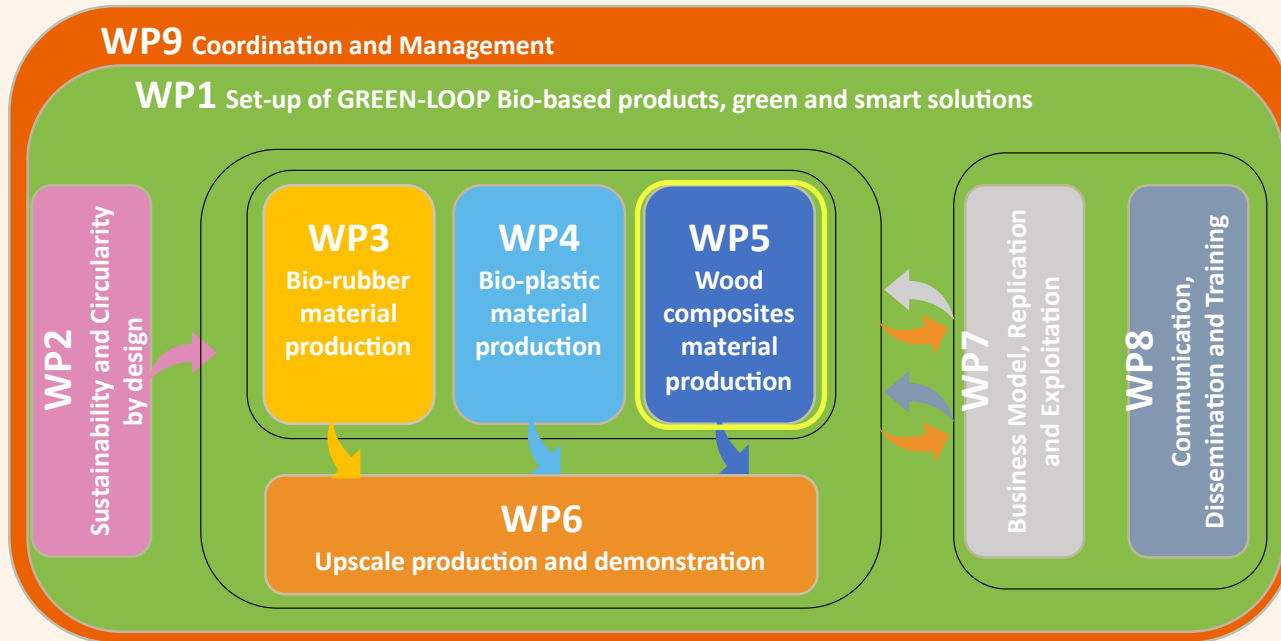 WP9 Coordination and Management
WP1 Set-up of GREEN-LOOP Bio-based products, green and smart solutions
WP2
Sustainability and Circularity
by design
WP3
Bio-rubber
material
production
WP4
Bio-plastic
material
production
WP5
Wood
composites
material
production
WP6
Upscale production and demonstration
WP7
Business Model, Replication
and Exploitation
WP8
Communication,
Dissemination and Training